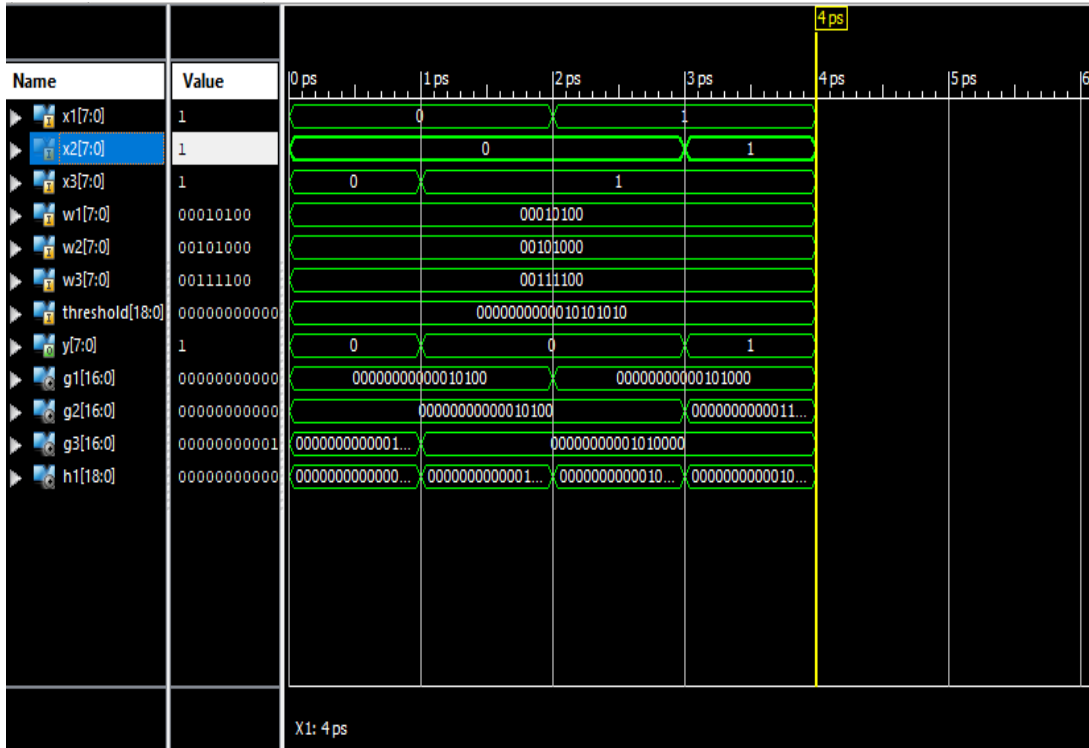 4 ps
Name Value 0 ps 1 ps 2 ps 3 ps 4 ps 5 ps 6
x1[7:0] 1 0 1
x2[7:0] 1 0 1
x3[7:0] 1 0 1
w1[7:0] 00010100 00010100
w2[7:0] 00101000 00101000
w3[7:0] 00111100 00111100
threshold[18:0] 00000000000 0000000000010101010
y[7:0] 1 0 0 1
g1[16:0] 00000000000 00000000000010100 00000000000101000
g2[16:0] 00000000000 00000000000010100 0000000000011...
g3[16:0] 00000000001 0000000000001... 00000000001010000
h1[18:0] 00000000000 0000000000000... 0000000000001... 0000000000010... 0000000000010...
X1: 4 ps